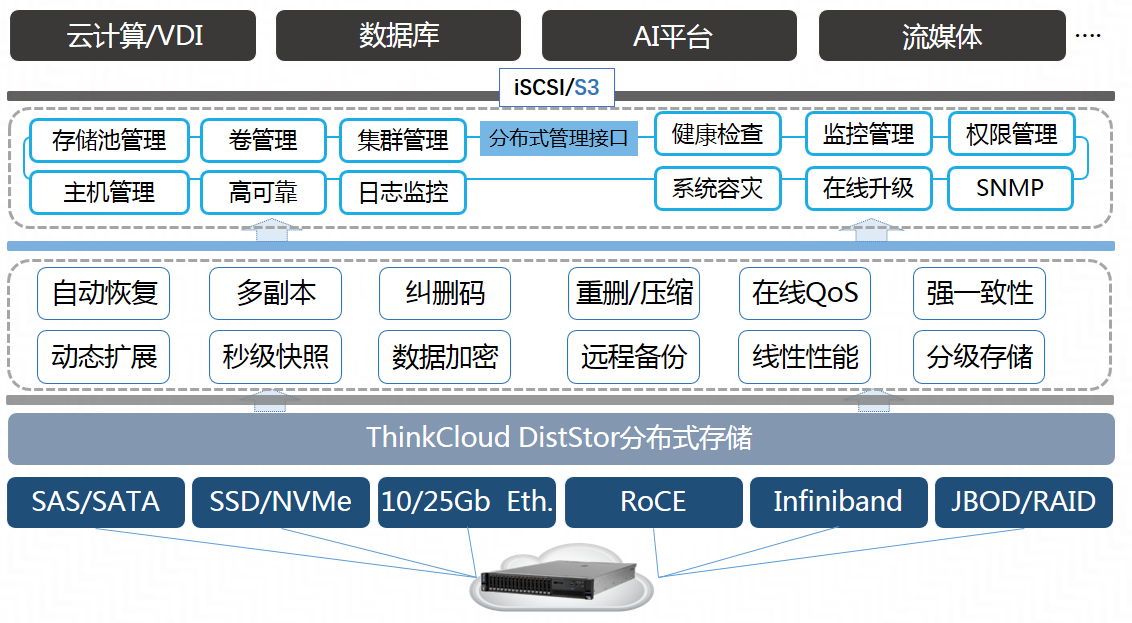 云计算/VDI 数据库 AI平台 流媒体 ....
iSCSI/S3
存储池管理 卷管理 集群管理 分布式管理接口 健康检查 监控管理 权限管理
主机管理 高可靠 日志监控 系统容灾 在线升级 SNMP
自动恢复 多副本 纠删码 重删/压缩 在线QoS 强一致性
动态扩展 秒级快照 数据加密 远程备份 线性性能 分级存储
ThinkCloud DistStor分布式存储
SAS/SATA SSD/NVMe 10/25Gb Eth. RoCE Infiniband JBOD/RAID